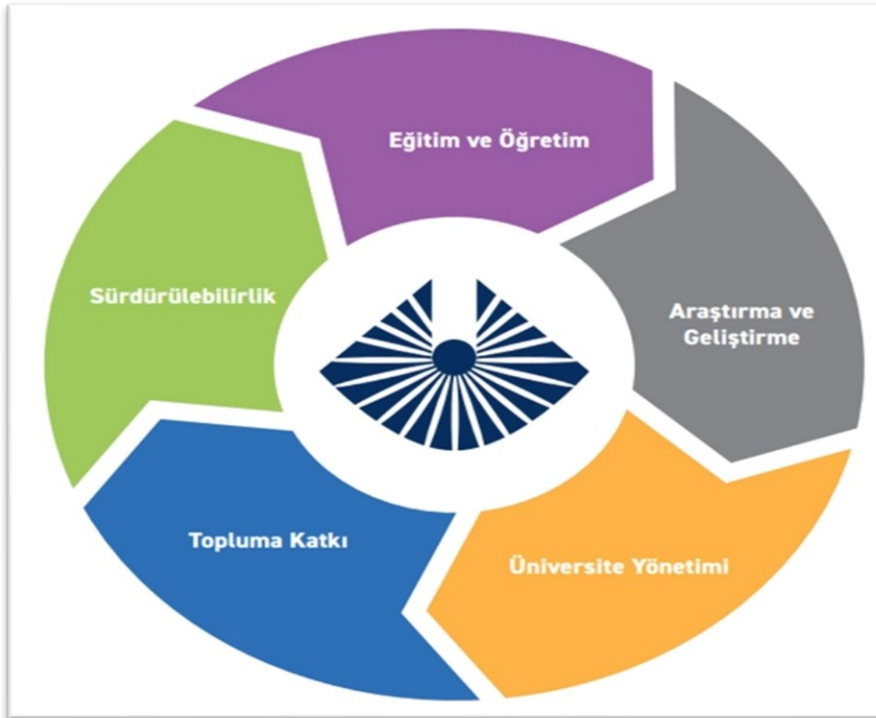 Eğitim ve Öğretim
Araştırma ve
Geliştirme
Üniversite Yönetimi
Topluma Katkı
Sürdürülebilirlik